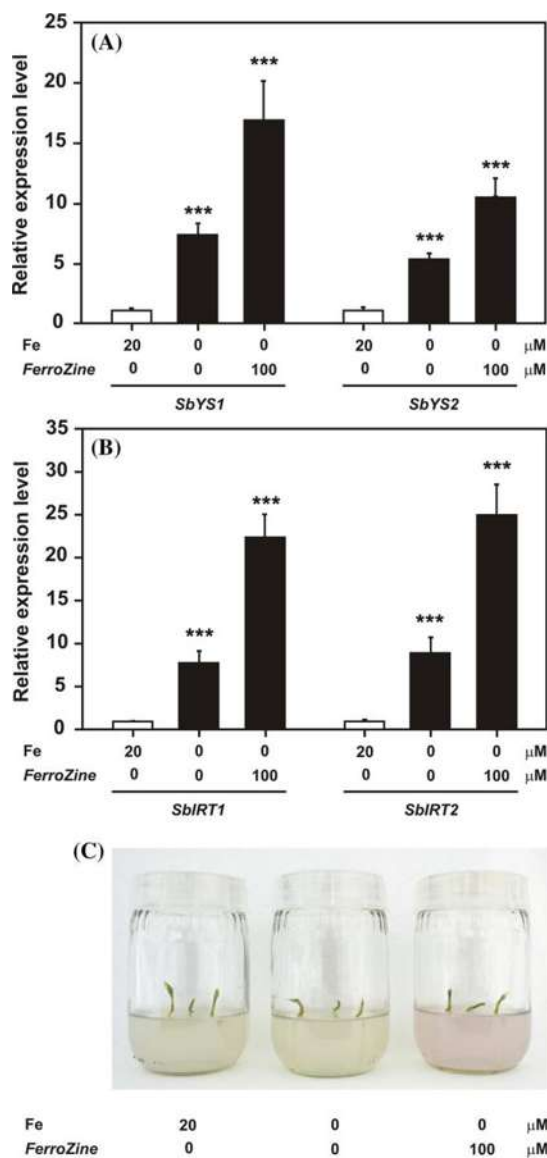 (A)
Relative expression level
25
20
15
10
5
0
*** *** *** ***
Fe 20 0 0 20 0 0 μM
FerroZine 0 0 100 0 0 100 μM
SbYS1 SbYS2
(B)
Relative expression level
35
30
25
20
15
10
5
0
*** *** *** ***
Fe 20 0 0 20 0 0 μM
FerroZine 0 0 100 0 0 100 μM
SbIRT1 SbIRT2
(C)
Fe 20 0 0 μM
FerroZine 0 0 100 μM